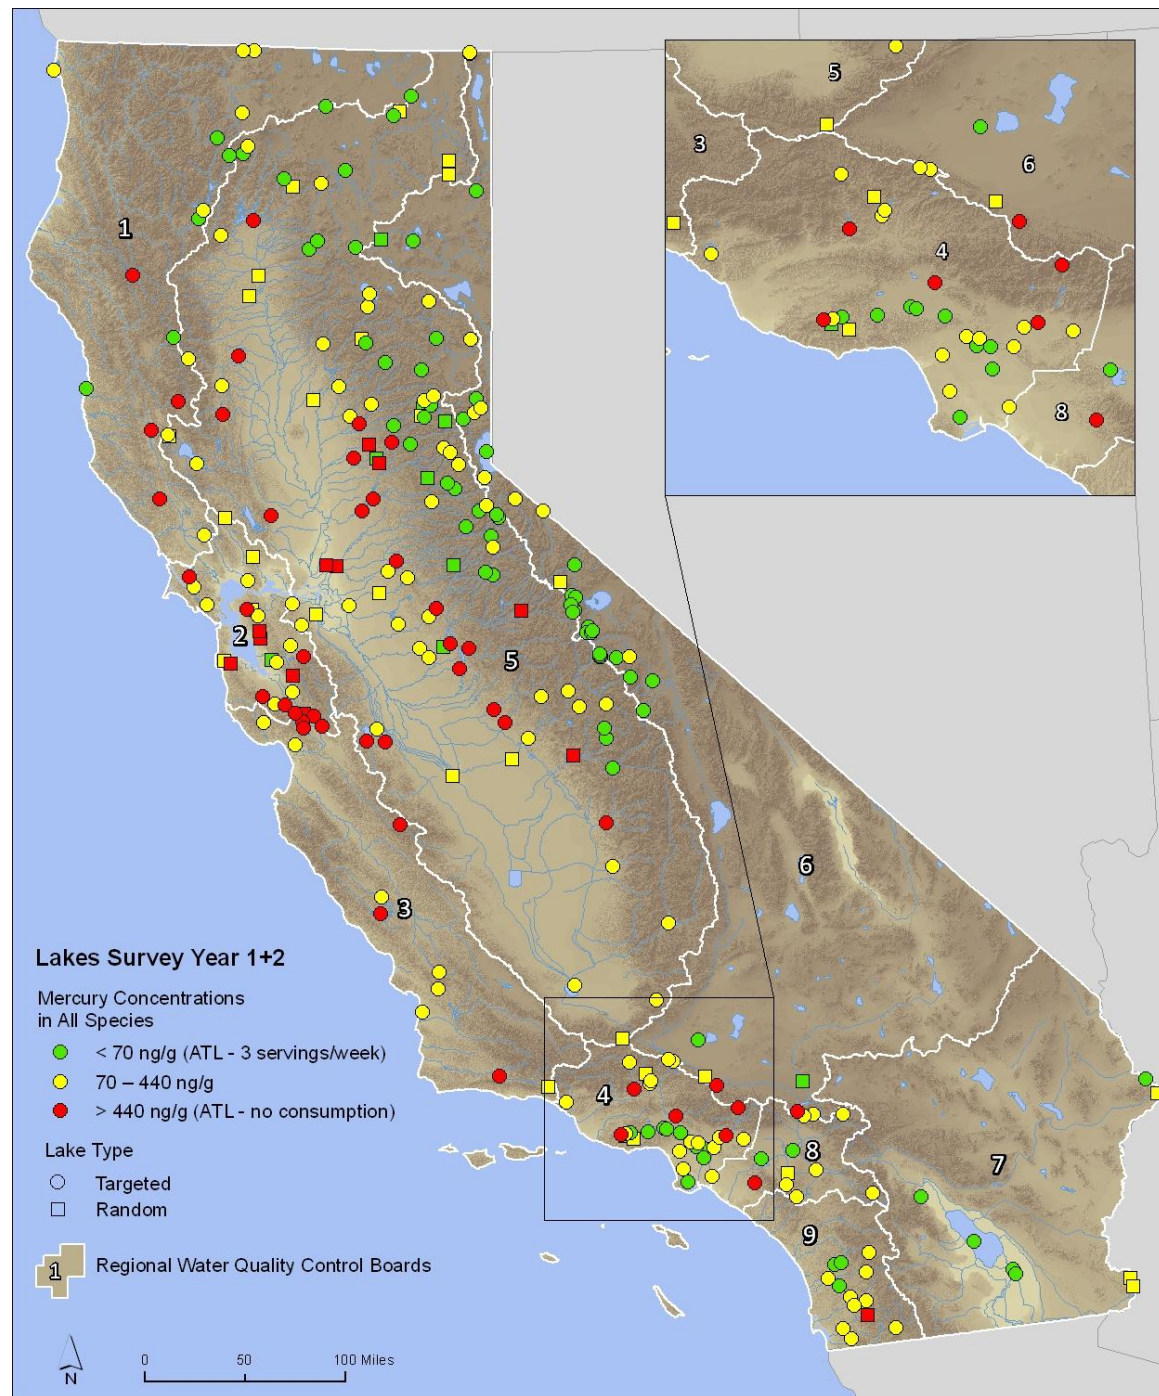 5
3
6
4
8
1
2
5
6
3
4
8
7
9
Lakes Survey Year 1+2
Mercury Concentrations
in All Species
< 70 ng/g (ATL - 3 servings/week)
70 – 440 ng/g
> 440 ng/g (ATL - no consumption)
Lake Type
Targeted
Random
1 Regional Water Quality Control Boards
N
0 50 100 Miles